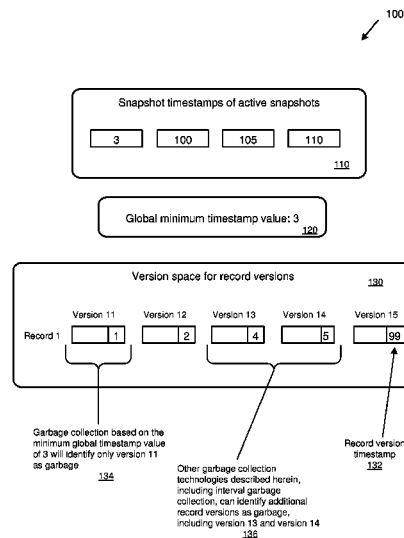 100
Snapshot timestamps of active snapshots
3 100 105 110
110
Global minimum timestamp value: 3
120
Version space for record versions
130
Version 11 Version 12 Version 13 Version 14 Version 15
Record 1 1 2 4 5 99
Garbage collection based on the
minimum global timestamp value
of 3 will identify only version 11
as garbage
134
Other garbage collection
technologies described herein,
including interval garbage
collection, can identify additional
record versions as garbage,
including version 13 and version 14
136
Record version
timestamp
132